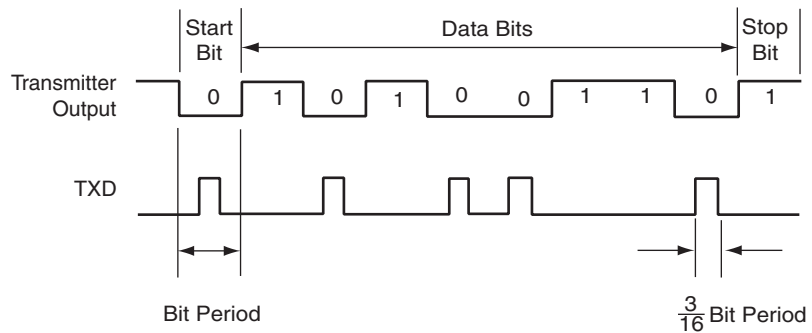 Start
Bit
Data Bits
Stop
Bit
Transmitter
Output
0 1 0 1 0 0 1 1 0 1
TXD
Bit Period
3/16 Bit Period